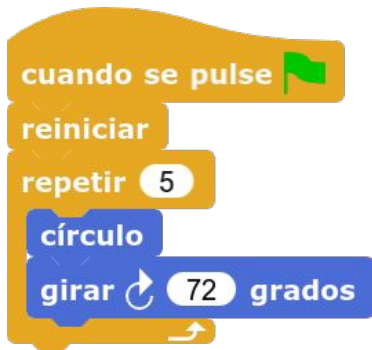 cuando se pulse
reiniciar
repetir 5
círculo
girar 72 grados